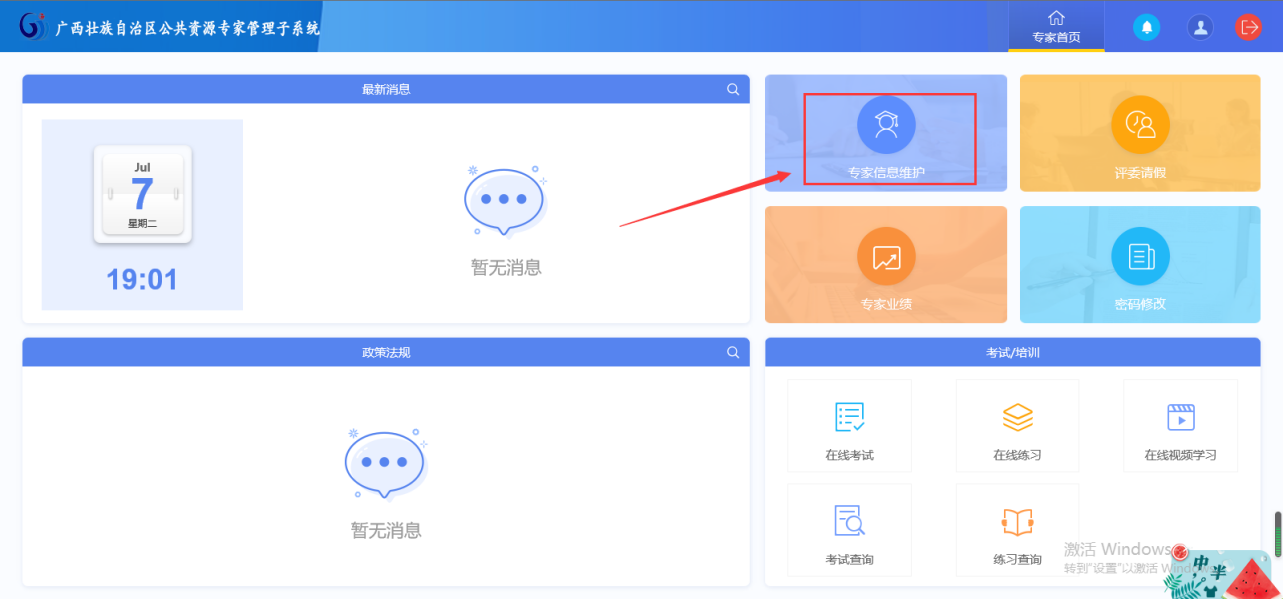 广西壮族自治区公共资源专家管理子系统
专家首页
最新消息
Jul
7
星期二
19:01
暂无消息
专家信息维护
评委请假
专家业绩
密码修改
政策法规
暂无消息
考试/培训
在线考试
在线练习
在线视频学习
考试查询
练习查询
激活 Windows
转到"设置"以激活 Windows
中
半